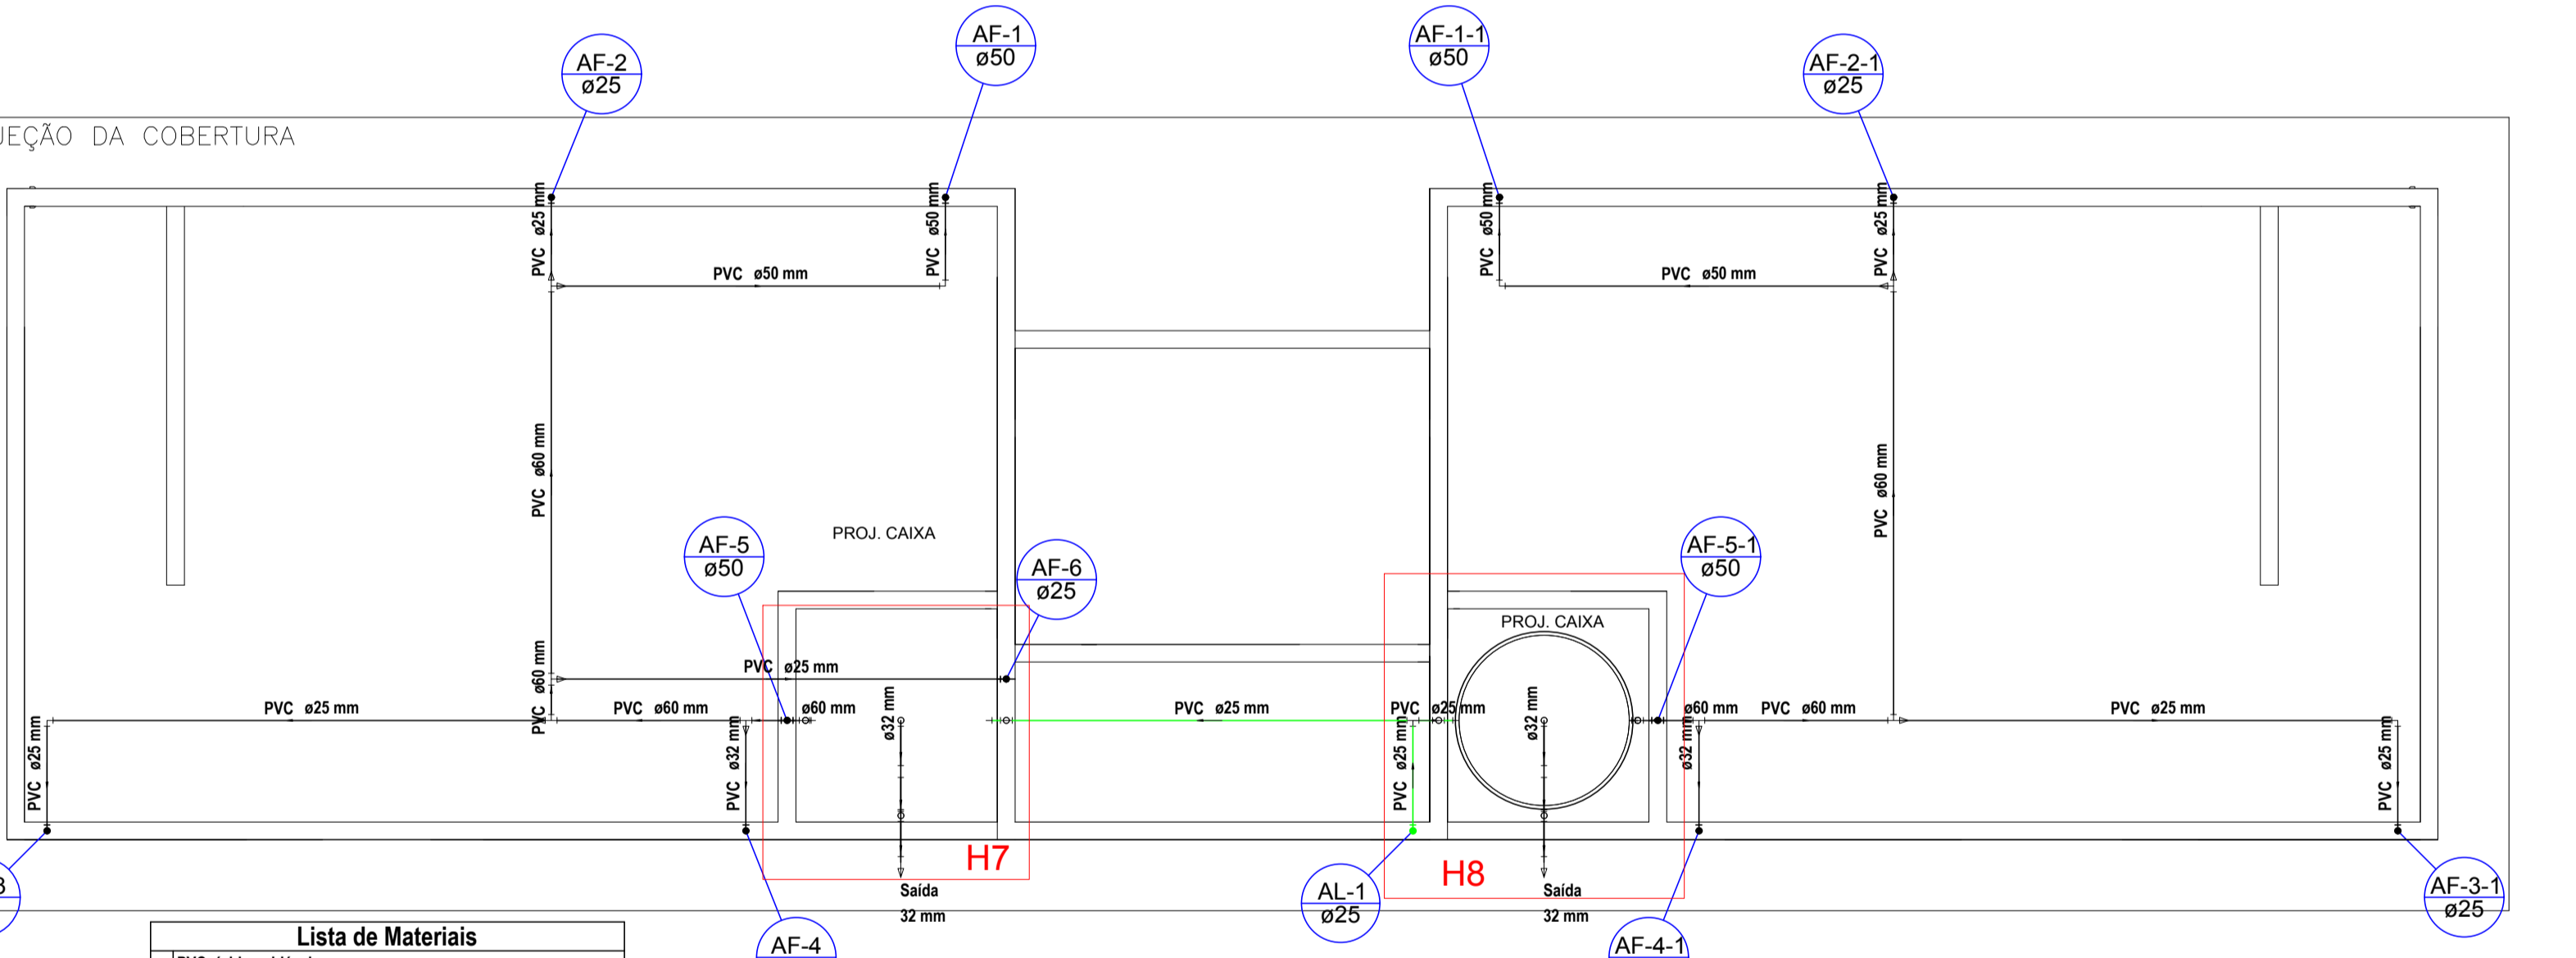 AF-1
ø50
AF-1-1
ø50
AF-2
ø25
AF-2-1
ø25
JEÇÃO DA COBERTURA
PVC ø25 mm
PVC ø50 mm
PVC ø50 mm
PVC ø25 mm
PVC ø50 mm
PVC ø50 mm
PVC ø60 mm
PVC ø60 mm
PROJ. CAIXA
AF-5
ø50
AF-6
ø25
AF-5-1
ø50
PROJ. CAIXA
PVC ø25 mm
PVC ø60 mm
PVC ø25 mm
PVC ø60 mm
ø60 mm
ø32 mm
PVC ø25 mm
PVC ø25 mm
ø32 mm
ø60 mm
PVC ø60 mm
PVC ø25 mm
PVC ø25 mm
PVC ø32 mm
PVC ø25 mm
ø32 mm
PVC ø25 mm
H7
H8
Saída
32 mm
Saída
32 mm
AL-1
ø25
AF-3-1
ø25
Lista de Materiais
AF-4
AF-4-1